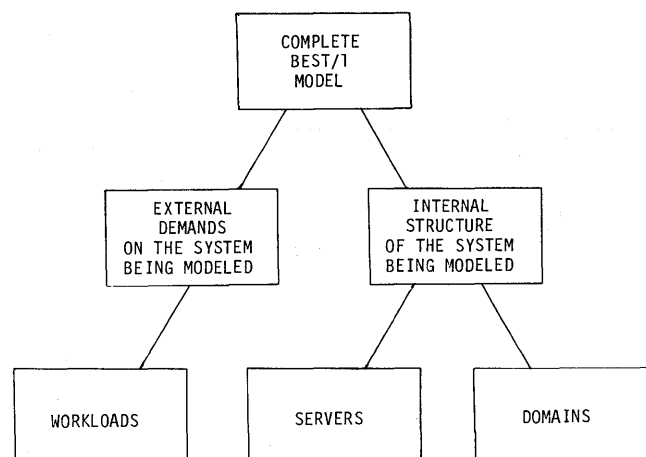 COMPLETE
BEST/1
MODEL
EXTERNAL
DEMANDS
ON THE SYSTEM
BEING MODELED
INTERNAL
STRUCTURE
OF THE SYSTEM
BEING MODELED
WORKLOADS
SERVERS
DOMAINS